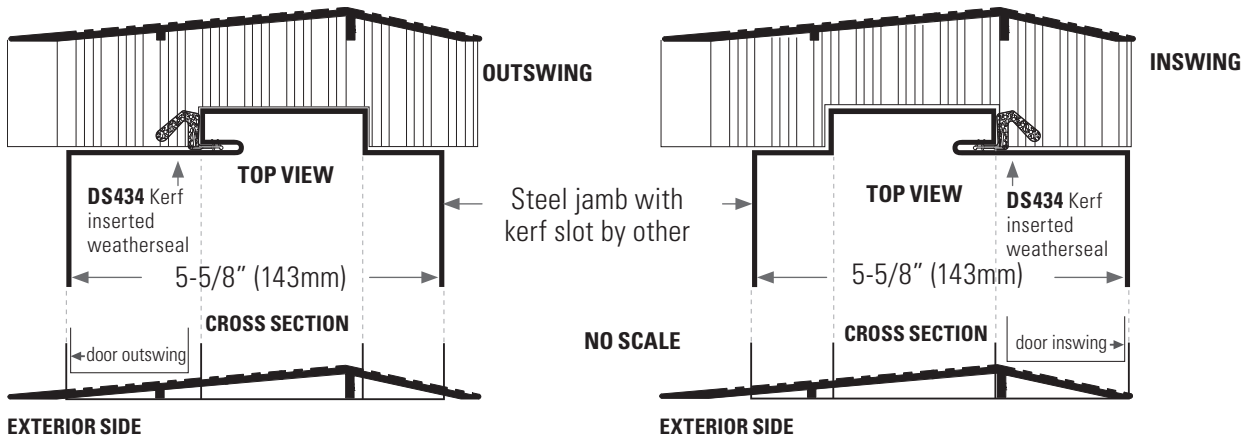 OUTSWING
INSWING
TOP VIEW
TOP VIEW
DS434 Kerf
inserted
weatherseal
Steel jamb with
kerf slot by other
DS434 Kerf
inserted
weatherseal
5-5/8” (143mm)
5-5/8” (143mm)
CROSS SECTION
NO SCALE
CROSS SECTION
door outswing
door inswing
EXTERIOR SIDE
EXTERIOR SIDE